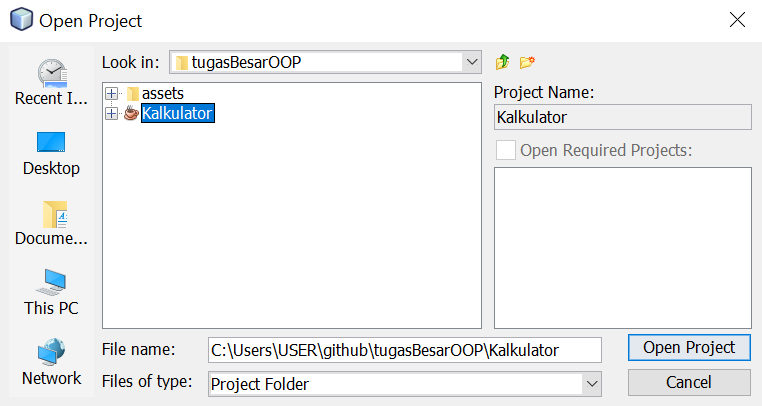 Open Project
Look in:
tugasBesarOOP
Recent I...
Desktop
Docume...
This PC
Network
assets
Kalkulator
Project Name:
Kalkulator
Open Required Projects:
File name:
C:\Users\USER\github\tugasBesarOOP\Kalkulator
Open Project
Files of type:
Project Folder
Cancel